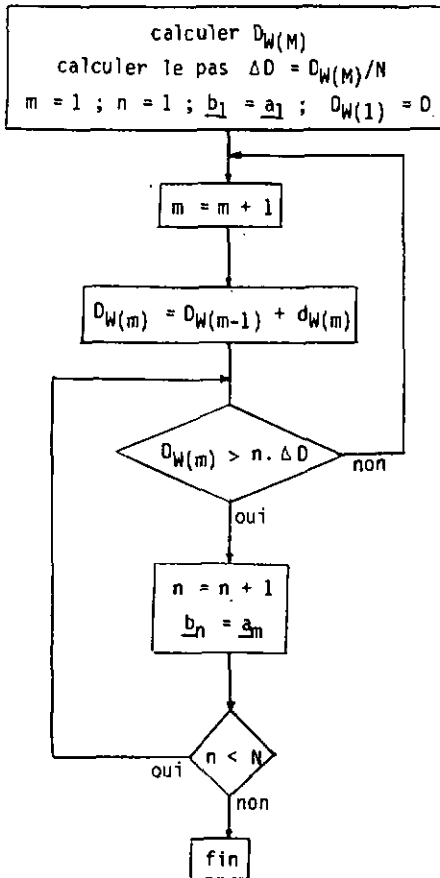 calculer D_W(M)
calculer le pas ΔD = D_W(M)/N
m = 1 ; n = 1 ; b_1 = a_1 ; D_W(1) = 0
m = m + 1
D_W(m) = D_W(m-1) + d_W(m)
D_W(m) > n. Δ D
non
oui
n = n + 1
b_n = a_m
n < N
oui
non
fin